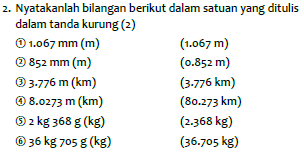 2. Nyatakanlah bilangan berikut dalam satuan yang ditulis
dalam tanda kurung (2)
① 1.067 mm (m) (1.067 m)
② 852 mm (m) (0.852 m)
③ 3.776 m (km) (3.776 km)
④ 8.0273 m (km) (80.273 km)
⑤ 2 kg 368 g (kg) (2.368 kg)
⑥ 36 kg 705 g (kg) (36.705 kg)